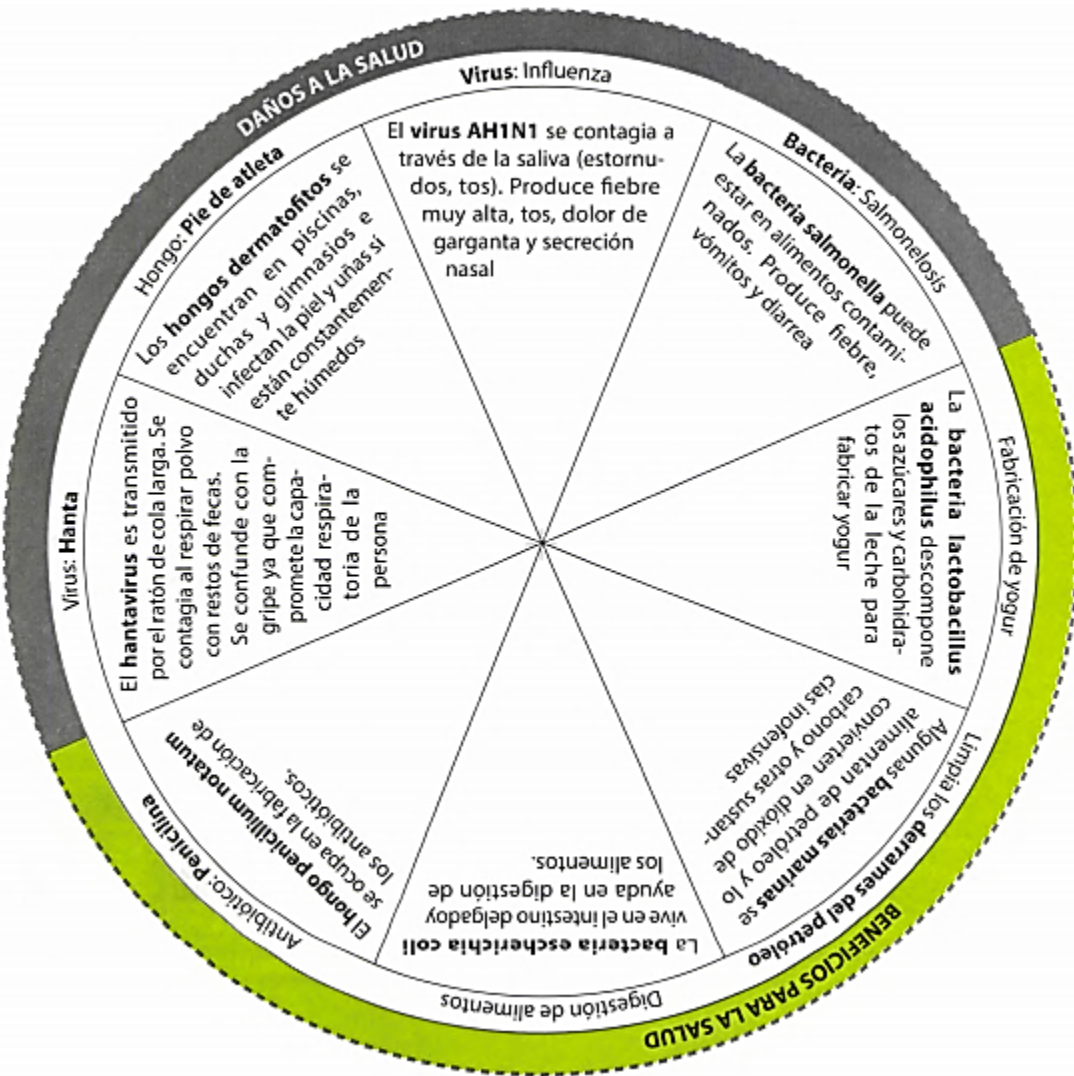 DAÑOS A LA SALUD
Virus: Influenza
El virus AH1N1 se contagia a
través de la saliva (estornu-
dos, tos). Produce fiebre
muy alta, tos, dolor de
garganta y secreción
nasal
Bacteria: Salmonelosis
La bacteria salmonella puede
estar en alimentos contami-
nados. Produce fiebre,
vómitos y diarrea
Fabricación de yogur
La bacteria lactobacillus
acidophilus descompone
los azúcares y carbohidra-
tos de la leche para
fabricar yogur
Limpia los derrames del petróleo
Algunas bacterias marinas se
alimentan de petróleo y lo
convierten en dióxido de
carbono y otras sustan-
cias inofensivas
BENEFICIOS PARA LA SALUD
Digestión de alimentos
La bacteria escherichia coli
vive en el intestino delgadoy
ayuda en la digestión de
los alimentos.
Antibiótico: Penicilina
El hongo penicillium notatum
se ocupa en la fabricación de
los antibióticos.
Virus: Hanta
El hantavirus es transmitido
por el ratón de cola larga. Se
contagia al respirar polvo
con restos de fecas.
Se confunde con la
gripe ya que com-
promete la capa-
cidad respira-
toria de la
persona
Hongo: Pie de atleta
Los hongos dermatofitos se
encuentran en piscinas,
duchas y gimnasios e
infectan la piel y uñas si
están constantemen-
te húmedos